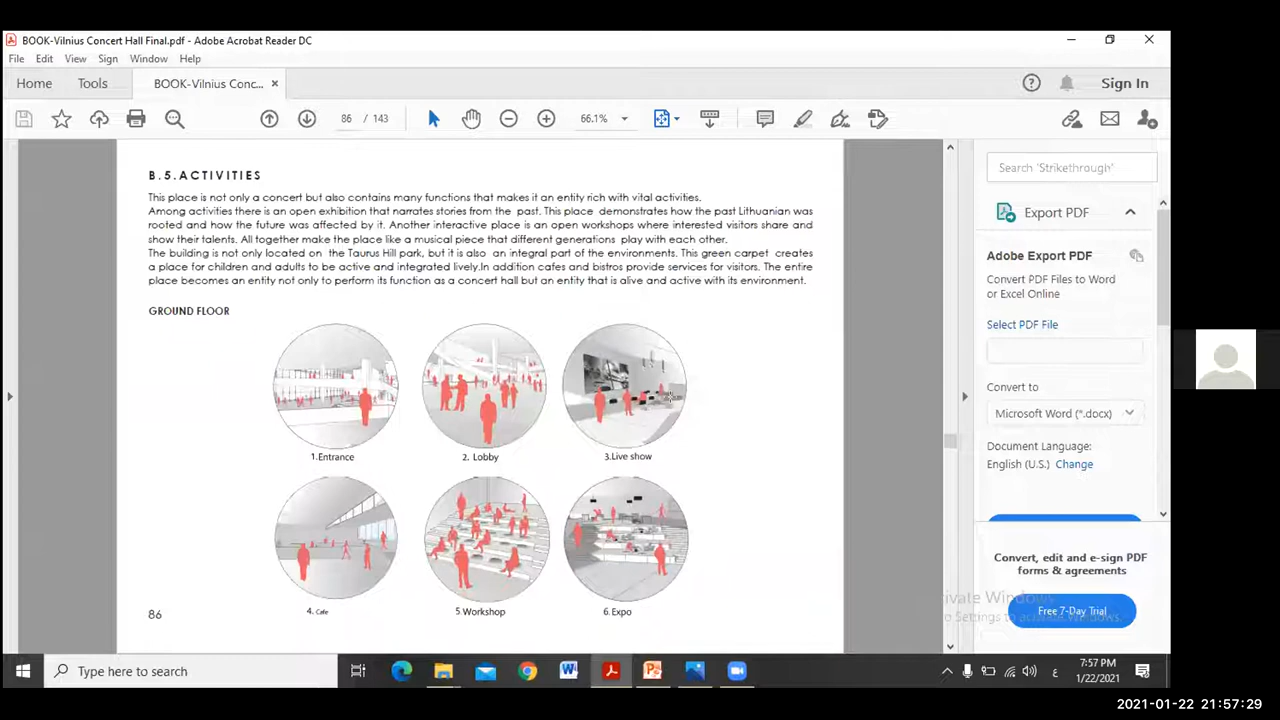 BOOK-Vilnius Concert Hall Final.pdf - Adobe Acrobat Reader DC
File Edit View Sign Window Help
Home Tools BOOK-Vilnius Conc... × Sign In
86 / 143 66.1%
B.5.ACTIVITIES
This place is not only a concert but also contains many functions that makes it an entity rich with vital activities.
Among activities there is an open exhibition that narrates stories from the past. This place demonstrates how the past Lithuanian was
rooted and how the future was affected by it. Another interactive place is an open workshops where interested visitors share and
show their talents. All together make the place like a musical piece that different generations play with each other.
The building is not only located on the Taurus Hill park, but it is also an integral part of the environments. This green carpet creates
a place for children and adults to be active and integrated lively.In addition cafes and bistros provide services for visitors. The entire
place becomes an entity not only to perform its function as a concert hall but an entity that is alive and active with its environment.
GROUND FLOOR
1.Entrance 2. Lobby 3.Live show
4. Cafe 5 Workshop 6.Expo
86
Search 'Strikethrough'
Export PDF
Adobe Export PDF
Convert PDF Files to Word
or Excel Online
Select PDF File
Convert to
Microsoft Word (*.docx)
Document Language:
English (U.S.) Change
Convert, edit and e-sign PDF
forms & agreements
Free 7-Day Trial
Windows
to Settings to activate Windows.
Type here to search
ع
7:57 PM
1/22/2021
2021-01-22 21:57:29